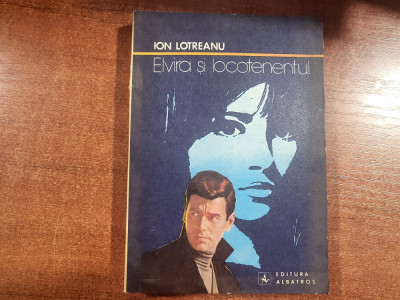 ION LOTREANU
Elvira și locotenentul
EDITURA
ALBATROS